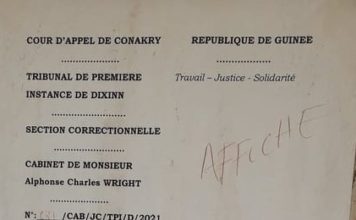 COUR D'APPEL DE CONAKRY
REPUBLIQUE DE GUINEE
TRIBUNAL DE PREMIERE
INSTANCE DE DIXINN
Travail – Justice - Solidarité
SECTION CORRECTIONNELLE
AFFICHE
CABINET DE MONSIEUR
Alphonse Charles WRIGHT
N°: /CAB/JC/TPI/D/2021